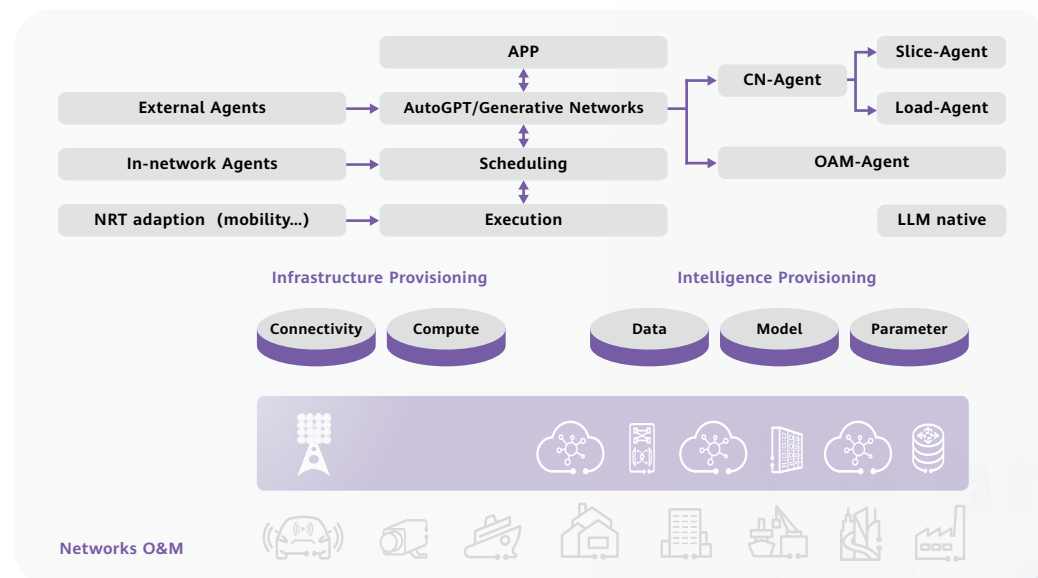 APP
Slice-Agent
CN-Agent
External Agents
AutoGPT/Generative Networks
Load-Agent
In-network Agents
Scheduling
OAM-Agent
NRT adaption (mobility...)
Execution
LLM native
Infrastructure Provisioning
Intelligence Provisioning
Connectivity
Compute
Data
Model
Parameter
Networks O&M